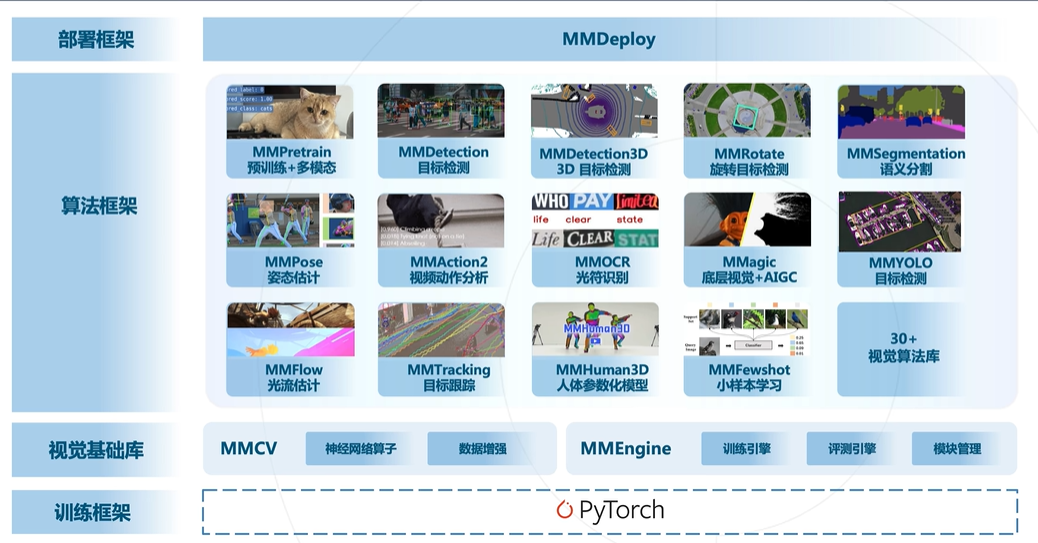 部署框架
MMDeploy
算法框架
MMPretrain
预训练+多模态
MMDetection
目标检测
MMDetection3D
3D 目标检测
MMRotate
旋转目标检测
MMSegmentation
语义分割
WHO PAY limited
life clear state
Life CLEAR STAT
MMPose
姿态估计
MMAction2
视频动作分析
MMOCR
光符识别
MMagic
底层视觉+AIGC
MMYOLO
目标检测
MMHuman3D
MMFlow
光流估计
MMTracking
目标跟踪
MMHuman3D
人体参数化模型
MMFewshot
小样本学习
30+
视觉算法库
视觉基础库
MMCV
神经网络算子
数据增强
MMEngine
训练引擎
评测引擎
模块管理
训练框架
PyTorch